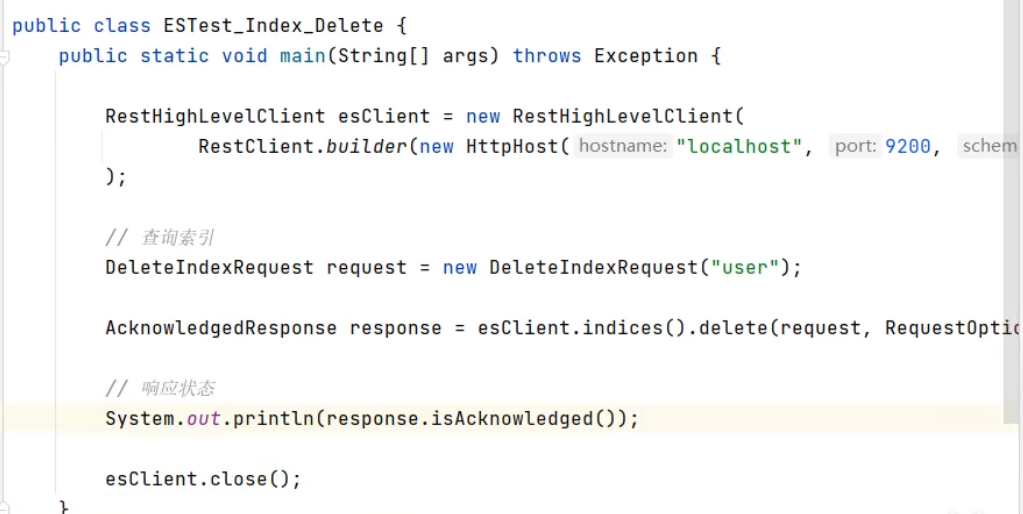 public class ESTest_Index_Delete {
public static void main(String[] args) throws Exception {
RestHighLevelClient esClient = new RestHighLevelClient(
RestClient.builder(new HttpHost( hostname: "localhost", port: 9200, schem
);
// 查询索引
DeleteIndexRequest request = new DeleteIndexRequest("user");
AcknowledgedResponse response = esClient.indices().delete(request, RequestOptio
// 响应状态
System.out.println(response.isAcknowledged());
esClient.close();
}